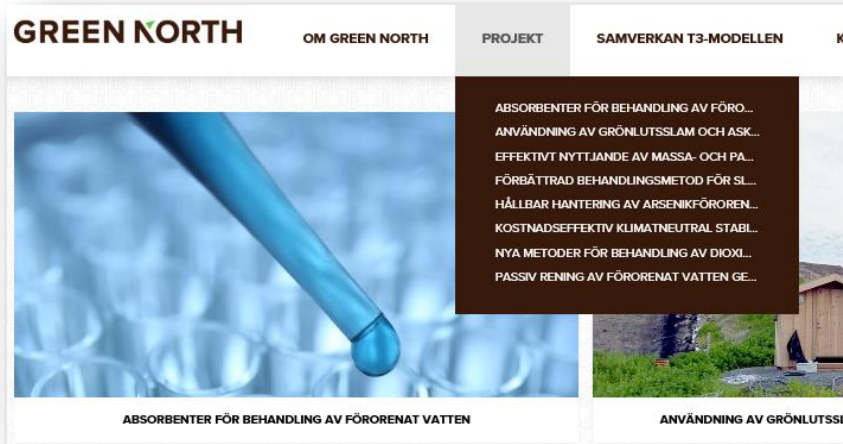 GREEN NORTH
OM GREEN NORTH
PROJEKT
SAMVERKAN T3-MODELLEN
K
ABSORBENTER FÖR BEHANDLING AV FÖRO...
ANVÄNDNING AV GRÖNLUTSSLAM OCH ASK...
EFFEKTIVT NYTTJANDE AV MASSA- OCH PA...
FÖRBÄTTRAD BEHANDLINGSMETOD FÖR SL...
HÅLLBAR HANTERING AV ARSENIKFÖROREN...
KOSTNADSEFFEKTIV KLIMATNEUTRAL STABI...
NYA METODER FÖR BEHANDLING AV DIOXI...
PASSIV RENING AV FÖRORENAT VATTEN GE...
ABSORBENTER FÖR BEHANDLING AV FÖRORENAT VATTEN
ANVÄNDNING AV GRÖNLUTSSL